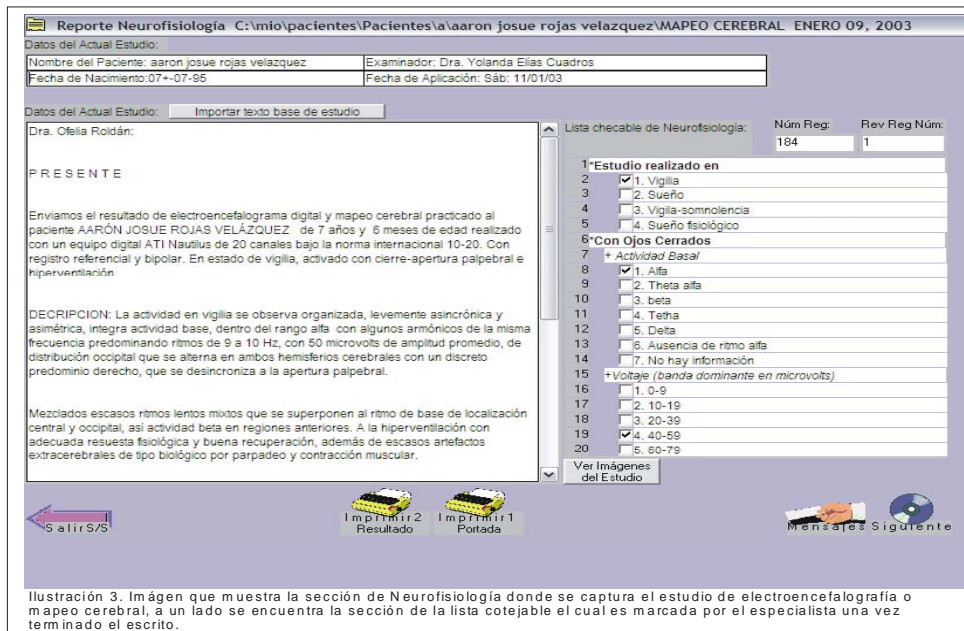 Reporte Neurofisiología C:\mio\pacientes\Pacientes\a\aaron josue rojas velazquez\MAPEO CEREBRAL ENERO 09, 2003
Datos del Actual Estudio:
Nombre del Paciente: aaron josue rojas velazquez
Examinador: Dra. Yolanda Elías Cuadros
Fecha de Nacimiento:07+-07-95
Fecha de Aplicación: Sáb: 11/01/03
Datos del Actual Estudio:
Importar texto base de estudio
Dra. Ofelia Roldán:
P R E S E N T E
Enviamos el resultado de electroencefalograma digital y mapeo cerebral practicado al
paciente AARÓN JOSUE ROJAS VELÁZQUEZ de 7 años y 6 meses de edad realizado
con un equipo digital ATI Nautilus de 20 canales bajo la norma internacional 10-20. Con
registro referencial y bipolar. En estado de vigilia, activado con cierre-apertura palpebral e
hiperventilación
DECRIPCION: La actividad en vigilia se observa organizada, levemente asincrónica y
asimétrica, integra actividad base, dentro del rango alfa con algunos armónicos de la misma
frecuencia predominando ritmos de 9 a 10 Hz, con 50 microvolts de amplitud promedio, de
distribución occipital que se alterna en ambos hemisferios cerebrales con un discreto
predominio derecho, que se desincroniza a la apertura palpebral.
Mezclados escasos ritmos lentos mixtos que se superponen al ritmo de base de localización
central y occipital, así actividad beta en regiones anteriores. A la hiperventilación con
adecuada resuesta fisiológica y buena recuperación, además de escasos artefactos
extracerebrales de tipo biológico por parpadeo y contracción muscular.
Lista checable de Neurofisiología:
Núm Reg:
184
Rev Reg Núm:
1
1 *Estudio realizado en
2 1. Vigilia
3 2. Sueño
4 3. Vigila-somnolencia
5 4. Sueño fisiológico
6 *Con Ojos Cerrados
7 + Actividad Basal
8 1. Alfa
9 2. Theta alfa
10 3. beta
11 4. Tetha
12 5. Delta
13 6. Ausencia de ritmo alfa
14 7. No hay información
15 +Voltaje (banda dominante en microvolts)
16 1. 0-9
17 2. 10-19
18 3. 20-39
19 4. 40-59
20 5. 60-79
Ver Imágenes
del Estudio
Salir S/S
Imprimir2
Resultado
Imprimir1
Portada
Mensajes
Siguiente
Ilustración 3. Imágen que muestra la sección de Neurofisiología donde se captura el estudio de electroencefalografía o
mapeo cerebral, a un lado se encuentra la sección de la lista cotejable el cual es marcada por el especialista una vez
terminado el escrito.